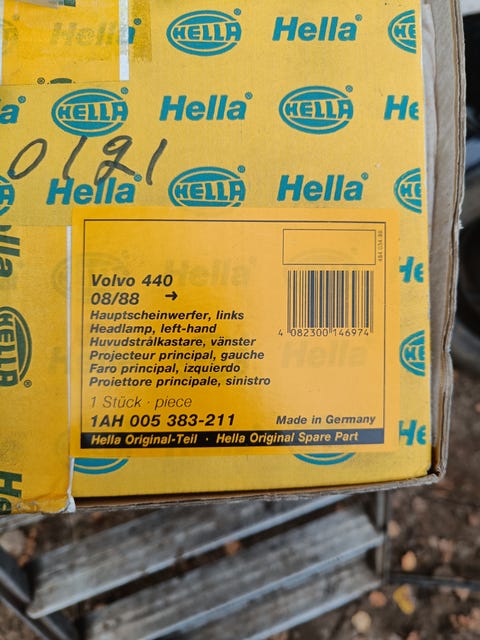 Hella HELLA Hella HELLA
HELLA Hella HELLA
0121
Hella HELLA Hella
HELLA
Volvo 440
08/88 →
Hauptscheinwerfer, links
Headlamp, left-hand
Huvudstrålkastare, vänster
Projecteur principal, gauche
Faro principal, izquierdo
Proiettore principale, sinistro
1 Stück · piece
1AH 005 383-211
Made in Germany
Hella Original-Teil · Hella Original Spare Part
4 082300 146974